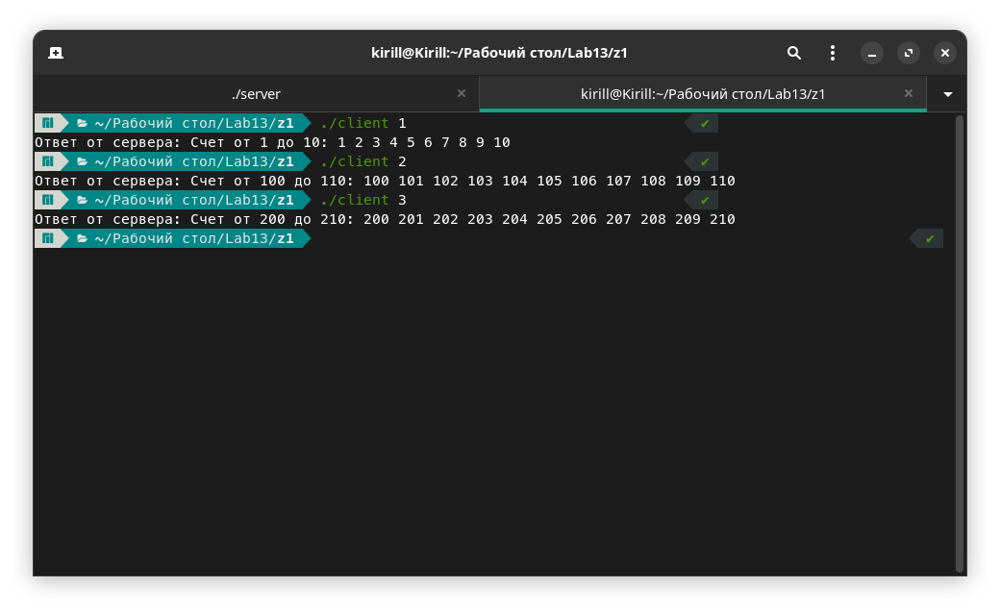 kirill@Kirill:~/Рабочий стол/Lab13/z1
./server
kirill@Kirill:~/Рабочий стол/Lab13/z1
~/Рабочий стол/Lab13/z1 ./client 1 ✔
Ответ от сервера: Счет от 1 до 10: 1 2 3 4 5 6 7 8 9 10
~/Рабочий стол/Lab13/z1 ./client 2 ✔
Ответ от сервера: Счет от 100 до 110: 100 101 102 103 104 105 106 107 108 109 110
~/Рабочий стол/Lab13/z1 ./client 3 ✔
Ответ от сервера: Счет от 200 до 210: 200 201 202 203 204 205 206 207 208 209 210
~/Рабочий стол/Lab13/z1 ✔